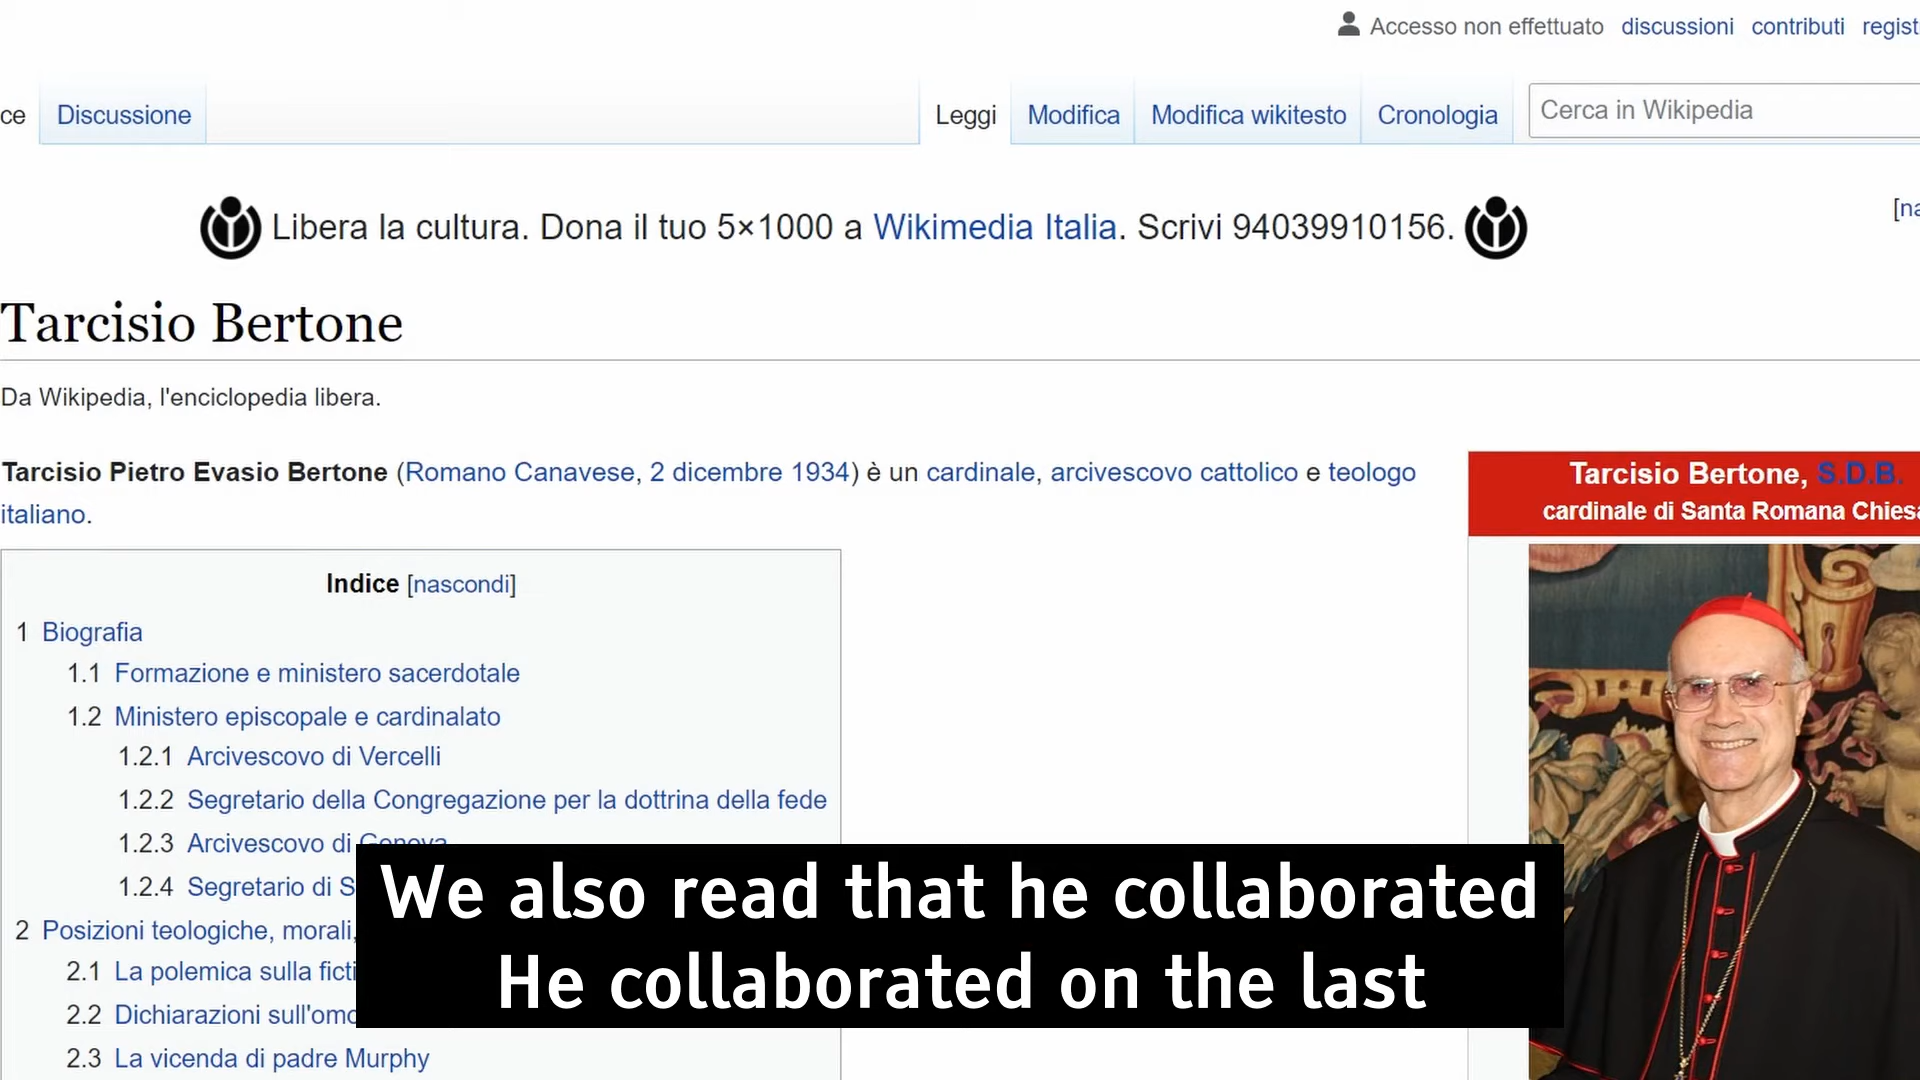 Accesso non effettuato discussioni contributi regist
ce Discussione Leggi Modifica Modifica wikitesto Cronologia Cerca in Wikipedia
Libera la cultura. Dona il tuo 5×1000 a Wikimedia Italia. Scrivi 94039910156.
[na
Tarcisio Bertone
Da Wikipedia, l'enciclopedia libera.
Tarcisio Pietro Evasio Bertone (Romano Canavese, 2 dicembre 1934) è un cardinale, arcivescovo cattolico e teologo
italiano.
Tarcisio Bertone, S.D.B.
cardinale di Santa Romana Chiesa
Indice [nascondi]
1 Biografia
1.1 Formazione e ministero sacerdotale
1.2 Ministero episcopale e cardinalato
1.2.1 Arcivescovo di Vercelli
1.2.2 Segretario della Congregazione per la dottrina della fede
1.2.3 Arcivescovo di Genova
1.2.4 Segretario di S
2 Posizioni teologiche, morali,
2.1 La polemica sulla ficti
2.2 Dichiarazioni sull'omo
2.3 La vicenda di padre Murphy
We also read that he collaborated
He collaborated on the last